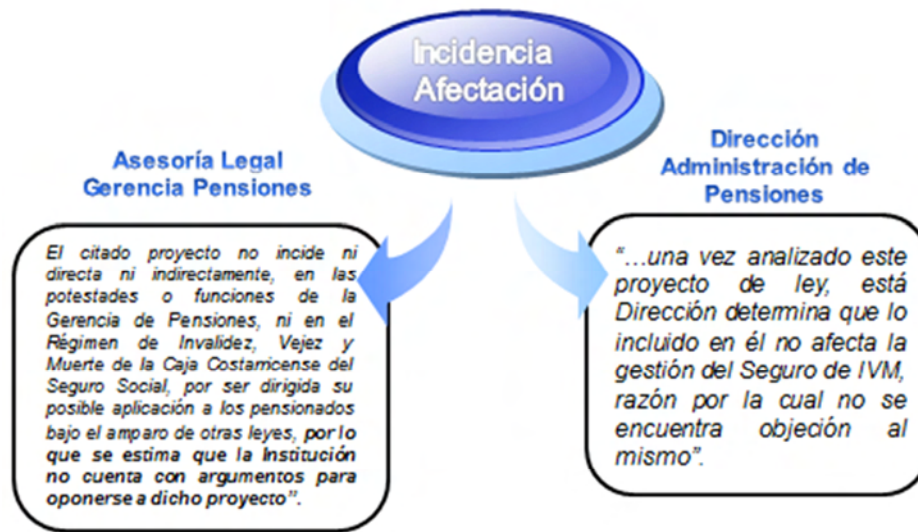 Incidencia
Afectación
Asesoría Legal
Gerencia Pensiones
El citado proyecto no incide ni
directa ni indirectamente, en las
potestades o funciones de la
Gerencia de Pensiones, ni en el
Régimen de Invalidez, Vejez y
Muerte de la Caja Costarricense del
Seguro Social, por ser dirigida su
posible aplicación a los pensionados
bajo el amparo de otras leyes, por lo
que se estima que la Institución
no cuenta con argumentos para
oponerse a dicho proyecto”.
Dirección
Administración de
Pensiones
“…una vez analizado este
proyecto de ley, está
Dirección determina que lo
incluido en él no afecta la
gestión del Seguro de IVM,
razón por la cual no se
encuentra objeción al
mismo”.